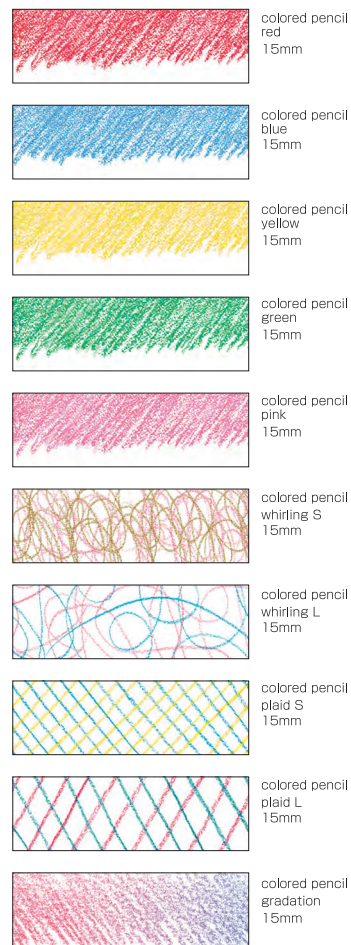 colored pencil
red
15mm
colored pencil
blue
15mm
colored pencil
yellow
15mm
colored pencil
green
15mm
colored pencil
pink
15mm
colored pencil
whirling S
15mm
colored pencil
whirling L
15mm
colored pencil
plaid S
15mm
colored pencil
plaid L
15mm
colored pencil
gradation
15mm